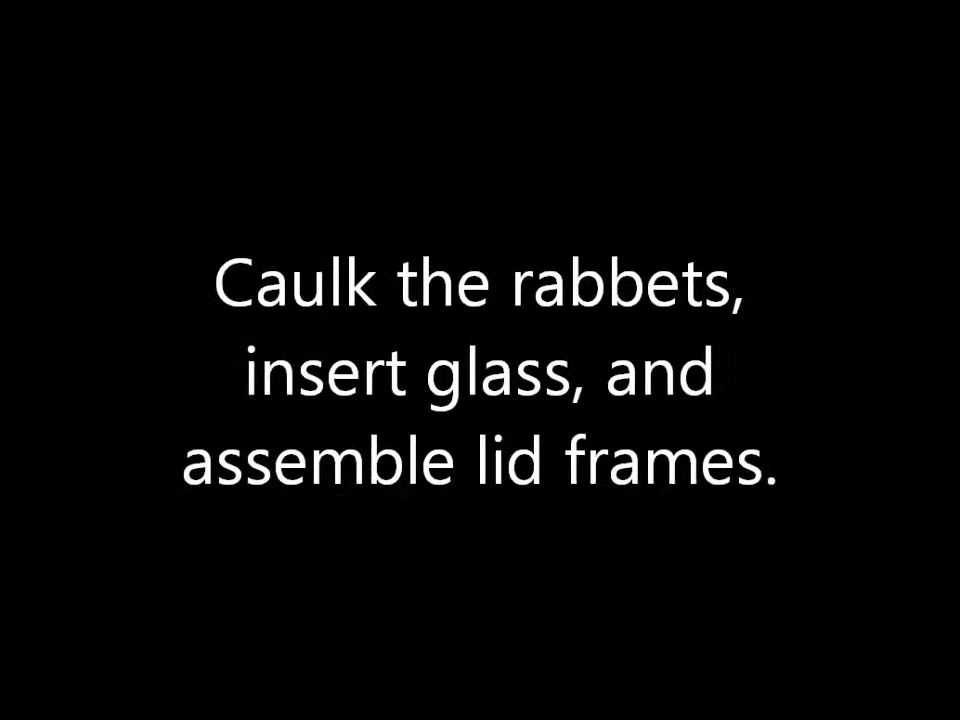 Caulk the rabbets,
insert glass, and
assemble lid frames.